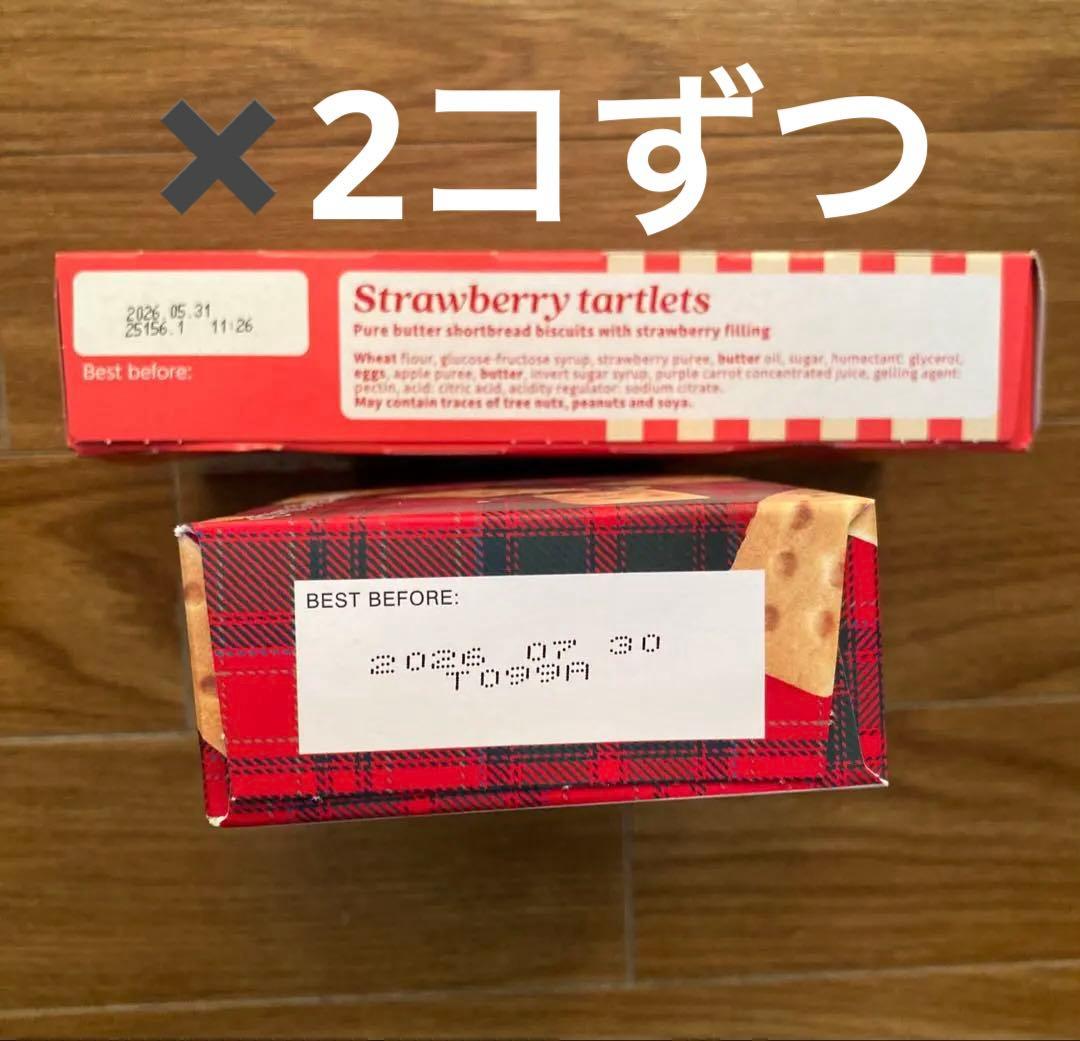 ✖2コずつ
2026.05.31
25156.1 11:26
Best before:
Strawberry tartlets
Pure butter shortbread biscuits with strawberry filling
Wheat flour, glucose-fructose syrup, strawberry puree, butter oil, sugar, humectant: glycerol,
eggs, apple puree, butter, invert sugar syrup, purple carrot concentrated juice, gelling agent:
pectin, acid: citric acid, acidity regulator: sodium citrate.
May contain traces of tree nuts, peanuts and soya.
BEST BEFORE:
2026 07 30
T099A